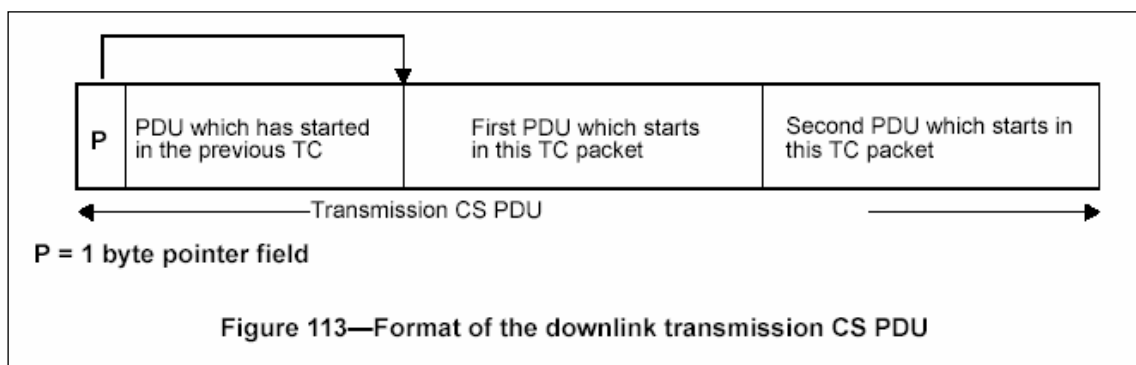 P
PDU which has started
in the previous TC
First PDU which starts
in this TC packet
Second PDU which starts in
this TC packet
Transmission CS PDU
P = 1 byte pointer field
Figure 113—Format of the downlink transmission CS PDU